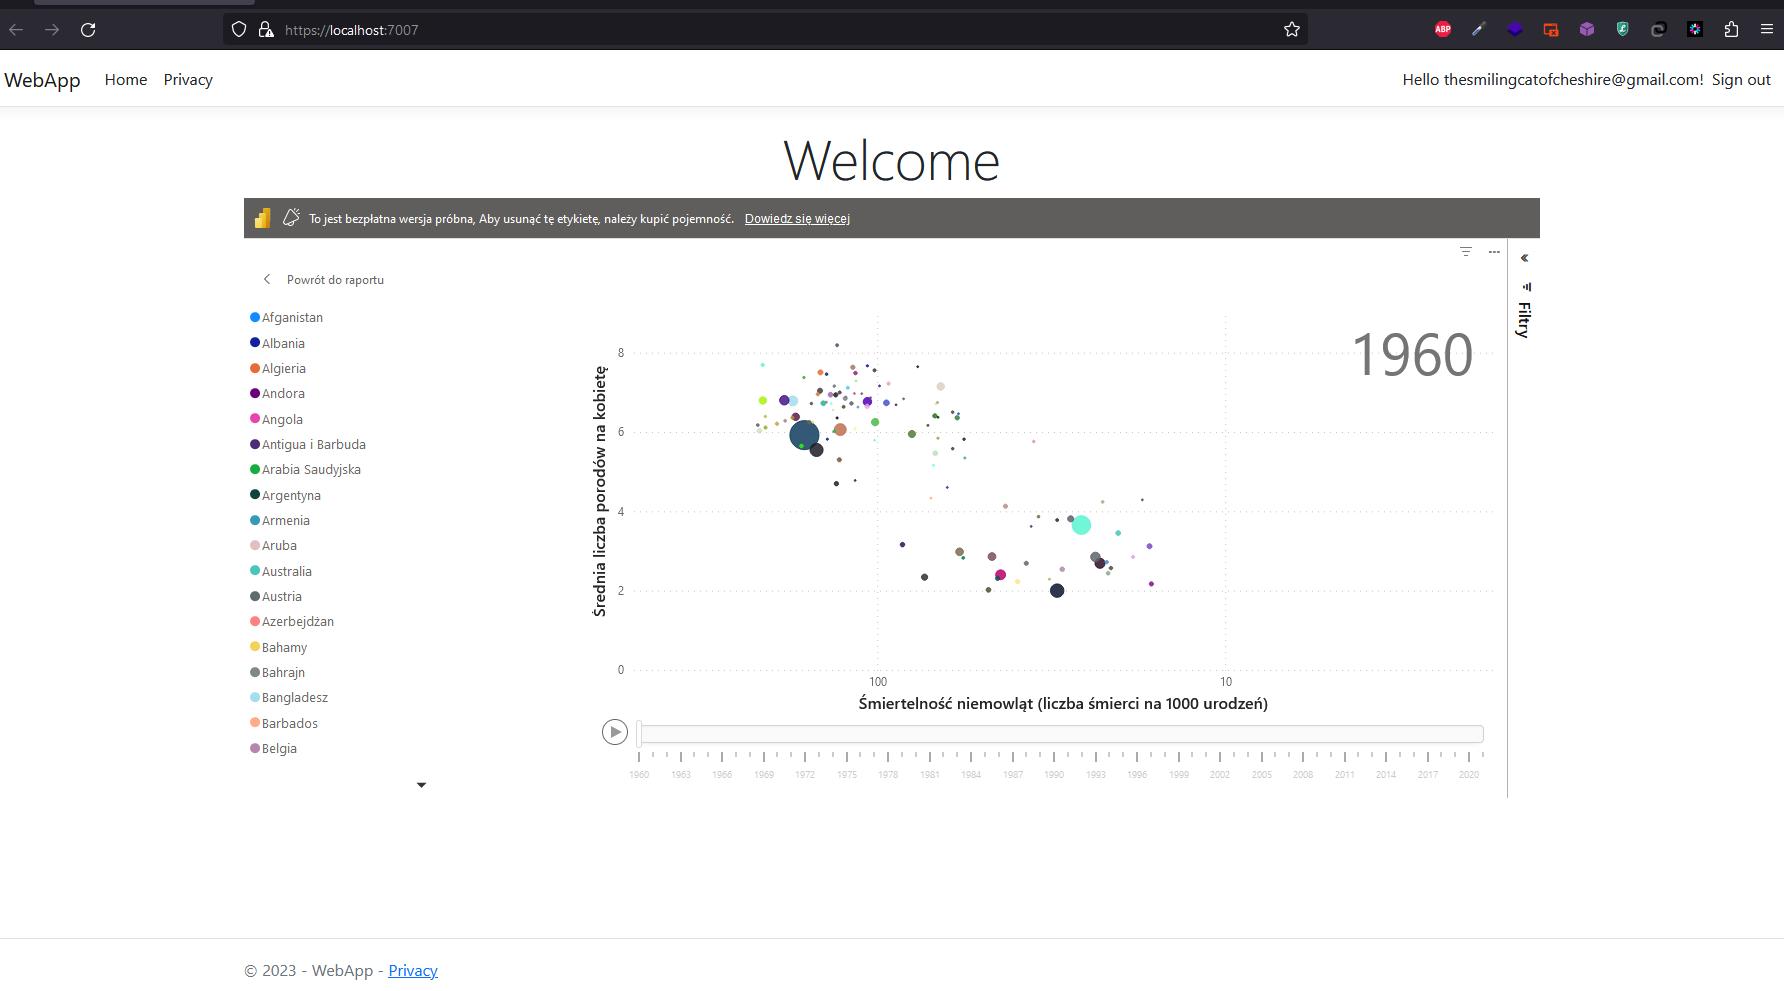 https://localhost:7007
ABP
WebApp Home Privacy Hello thesmilingcatofcheshire@gmail.com! Sign out
Welcome
To jest bezpłatna wersja próbna, Aby usunąć tę etykietę, należy kupić pojemność. Dowiedz się więcej
Powrót do raportu
Afganistan
Albania
Algieria
Andora
Angola
Antigua i Barbuda
Arabia Saudyjska
Argentyna
Armenia
Aruba
Australia
Austria
Azerbejdżan
Bahamy
Bahrajn
Bangladesz
Barbados
Belgia
Średnia liczba porodów na kobietę
8
6
4
2
0
1960
100 10
Śmiertelność niemowląt (liczba śmierci na 1000 urodzeń)
1960 1963 1966 1969 1972 1975 1978 1981 1984 1987 1990 1993 1996 1999 2002 2005 2008 2011 2014 2017 2020
Filtry
© 2023 - WebApp - Privacy